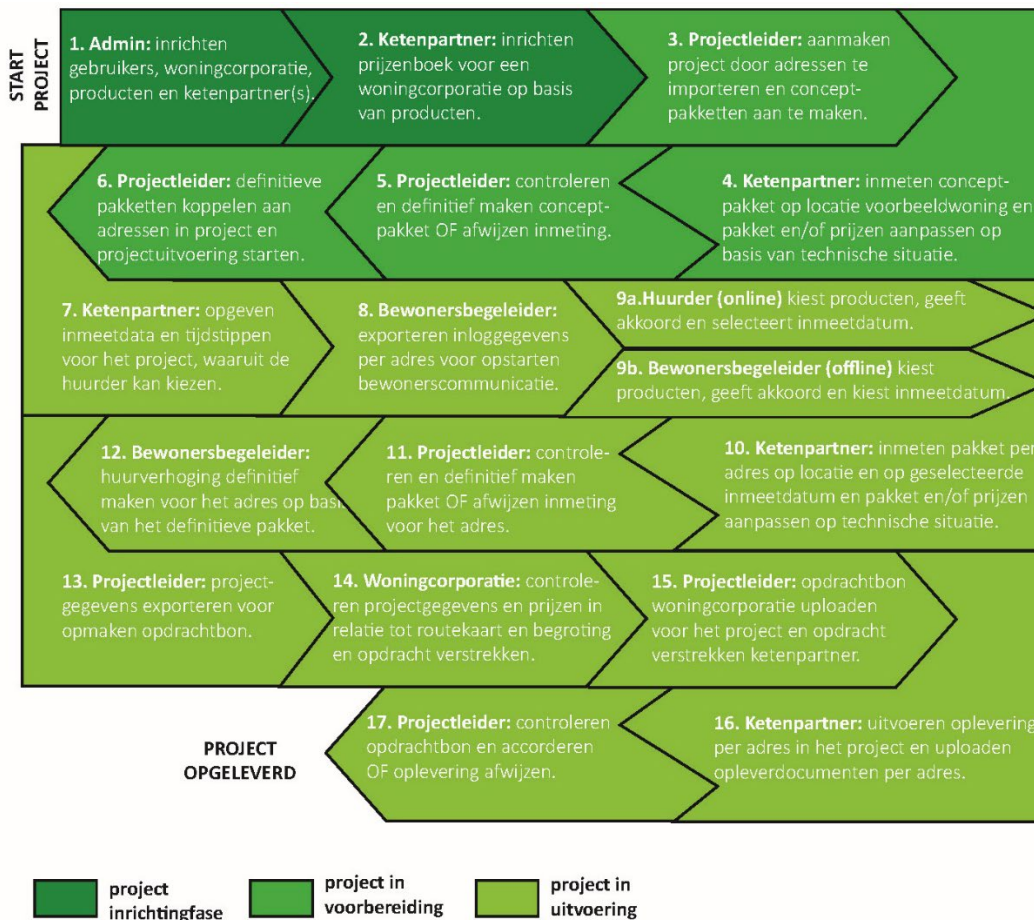 START
PROJECT
1. Admin: inrichten
gebruikers, woningcorporatie,
producten en ketenpartner(s).
2. Ketenpartner: inrichten
prijzenboek voor een
woningcorporatie op basis
van producten.
3. Projectleider: aanmaken
project door adressen te
importeren en concept-
pakketten aan te maken.
4. Ketenpartner: inmeten concept-
pakket op locatie voorbeeldwoning en
pakket en/of prijzen aanpassen op
basis van technische situatie.
5. Projectleider: controleren
en definitief maken concept-
pakket OF afwijzen inmeting.
6. Projectleider: definitieve
pakketten koppelen aan
adressen in project en
projectuitvoering starten.
7. Ketenpartner: opgeven
inmeetdata en tijdstippen
voor het project, waaruit de
huurder kan kiezen.
8. Bewonersbegeleider:
exporteren inloggegevens
per adres voor opstarten
bewonerscommunicatie.
9a.Huurder (online) kiest producten, geeft
akkoord en selecteert inmeetdatum.
9b. Bewonersbegeleider (offline) kiest
producten, geeft akkoord en kiest inmeetdatum.
10. Ketenpartner: inmeten pakket per
adres op locatie en op geselecteerde
inmeetdatum en pakket en/of prijzen
aanpassen op technische situatie.
11. Projectleider: controle-
ren en definitief maken
pakket OF afwijzen inmeting
voor het adres.
12. Bewonersbegeleider:
huurverhoging definitief
maken voor het adres op basis
van het definitieve pakket.
13. Projectleider: project-
gegevens exporteren voor
opmaken opdrachtbon.
14. Woningcorporatie: controle-
ren projectgegevens en prijzen in
relatie tot routekaart en begroting
en opdracht verstrekken.
15. Projectleider: opdrachtbon
woningcorporatie uploaden
voor het project en opdracht
verstrekken ketenpartner.
16. Ketenpartner: uitvoeren oplevering
per adres in het project en uploaden
opleverdocumenten per adres.
17. Projectleider: controleren
opdrachtbon en accorderen
OF oplevering afwijzen.
PROJECT
OPGELEVERD
project
inrichtingfase
project in
voorbereiding
project in
uitvoering